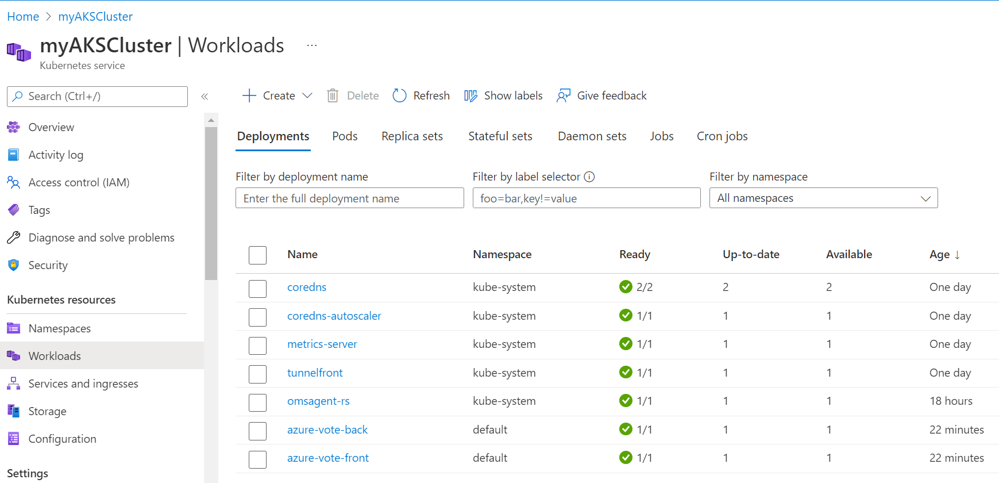 Home > myAKSCluster
myAKSCluster | Workloads ...
Kubernetes service
Search (Ctrl+/)
«
Create
Delete
Refresh
Show labels
Give feedback
Overview
Activity log
Access control (IAM)
Tags
Diagnose and solve problems
Security
Kubernetes resources
Namespaces
Workloads
Services and ingresses
Storage
Configuration
Settings
Deployments Pods Replica sets Stateful sets Daemon sets Jobs Cron jobs
Filter by deployment name Filter by label selector Filter by namespace
Enter the full deployment name foo=bar,key!=value All namespaces
Name Namespace Ready Up-to-date Available Age ↓
coredns kube-system 2/2 2 2 One day
coredns-autoscaler kube-system 1/1 1 1 One day
metrics-server kube-system 1/1 1 1 One day
tunnelfront kube-system 1/1 1 1 One day
omsagent-rs kube-system 1/1 1 1 18 hours
azure-vote-back default 1/1 1 1 22 minutes
azure-vote-front default 1/1 1 1 22 minutes